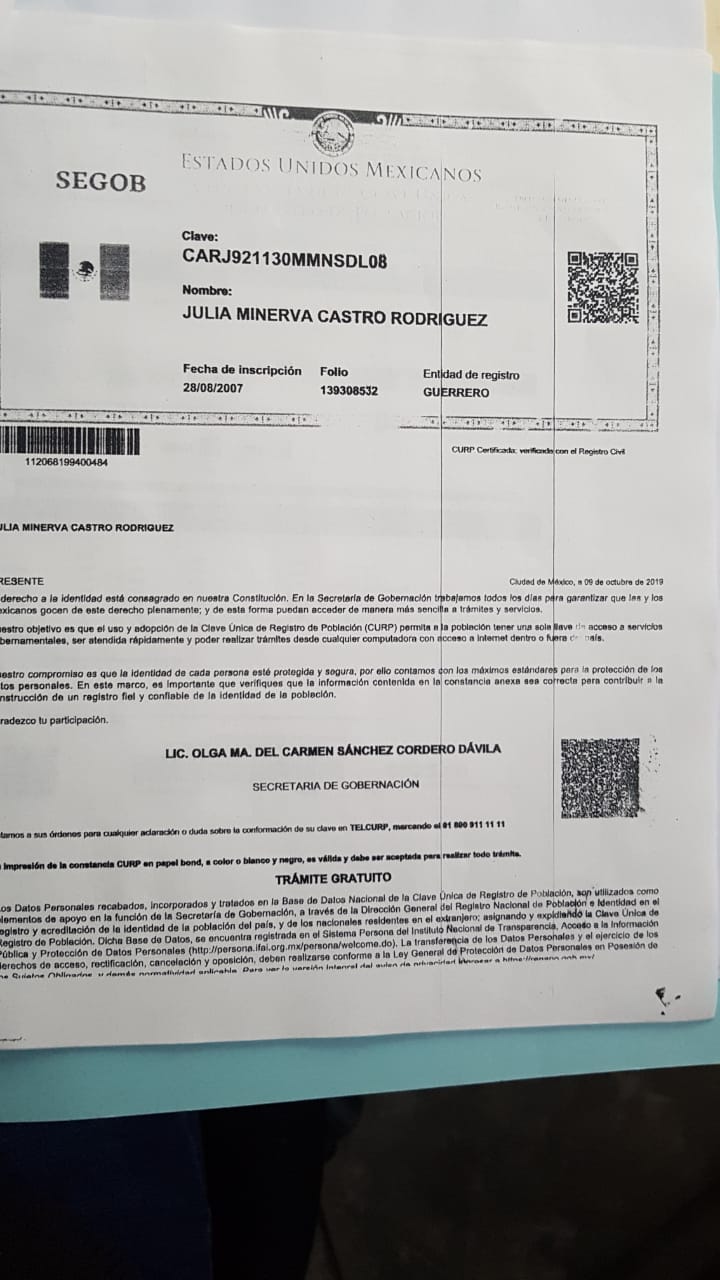 ESTADOS UNIDOS MEXICANOS
SEGOB
Clave:
CARJ921130MMNSDL08
Nombre:
JULIA MINERVA CASTRO RODRIGUEZ
Fecha de inscripción Folio Entidad de registro
28/08/2007 139308532 GUERRERO
112068199400484
CURP Certificada: verificada con el Registro Civil
ULIA MINERVA CASTRO RODRIGUEZ
RESENTE
Ciudad de México, a 09 de octubre de 2019
derecho a la identidad está consagrado en nuestra Constitución. En la Secretaría de Gobernación trabajamos todos los días para garantizar que las y los
exicanos gocen de este derecho plenamente; y de esta forma puedan acceder de manera más sencilla a trámites y servicios.
estro objetivo es que el uso y adopción de la Clave Única de Registro de Población (CURP) permita a la población tener una sola llave de acceso a servicios
bernamentales, ser atendida rápidamente y poder realizar trámites desde cualquier computadora con acceso a Internet dentro o fuera del país.
estro compromiso es que la identidad de cada persona esté protegida y segura, por ello contamos con los máximos estándares para la protección de los
tos personales. En este marco, es importante que verifiques que la información contenida en la constancia anexa sea correcta para contribuir a la
nstrucción de un registro fiel y confiable de la identidad de la población.
radezco tu participación.
LIC. OLGA MA. DEL CARMEN SÁNCHEZ CORDERO DÁVILA
SECRETARIA DE GOBERNACIÓN
tamos a sus órdenes para cualquier aclaración o duda sobre la conformación de su clave en TELCURP, marcando el 01 800 911 11 11
a impresión de la constancia CURP en papel bond, a color o blanco y negro, es válida y debe ser aceptada para realizar todo trámite.
TRÁMITE GRATUITO
os Datos Personales recabados, incorporados y tratados en la Base de Datos Nacional de la Clave Única de Registro de Población, son utilizados como
lementos de apoyo en la función de la Secretaría de Gobernación, a través de la Dirección General del Registro Nacional de Población e Identidad en el
egistro y acreditación de la identidad de la población del país, y de los nacionales residentes en el extranjero; asignando y expidiendo la Clave Única de
Registro de Población. Dicha Base de Datos, se encuentra registrada en el Sistema Persona del Instituto Nacional de Transparencia, Acceso a la Información
Pública y Protección de Datos Personales (http://persona.ifai.org.mx/persona/welcome.do). La transferencia de los Datos Personales y el ejercicio de los
derechos de acceso, rectificación, cancelación y oposición, deben realizarse conforme a la Ley General de Protección de Datos Personales en Posesión de